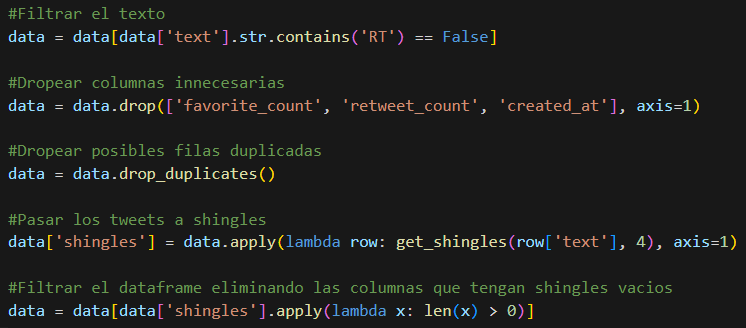 #Filtrar el texto
data = data[data['text'].str.contains('RT') == False]
#Dropear columnas innecesarias
data = data.drop(['favorite_count', 'retweet_count', 'created_at'], axis=1)
#Dropear posibles filas duplicadas
data = data.drop_duplicates()
#Pasar los tweets a shingles
data['shingles'] = data.apply(lambda row: get_shingles(row['text'], 4), axis=1)
#Filtrar el dataframe eliminando las columnas que tengan shingles vacios
data = data[data['shingles'].apply(lambda x: len(x) > 0)]